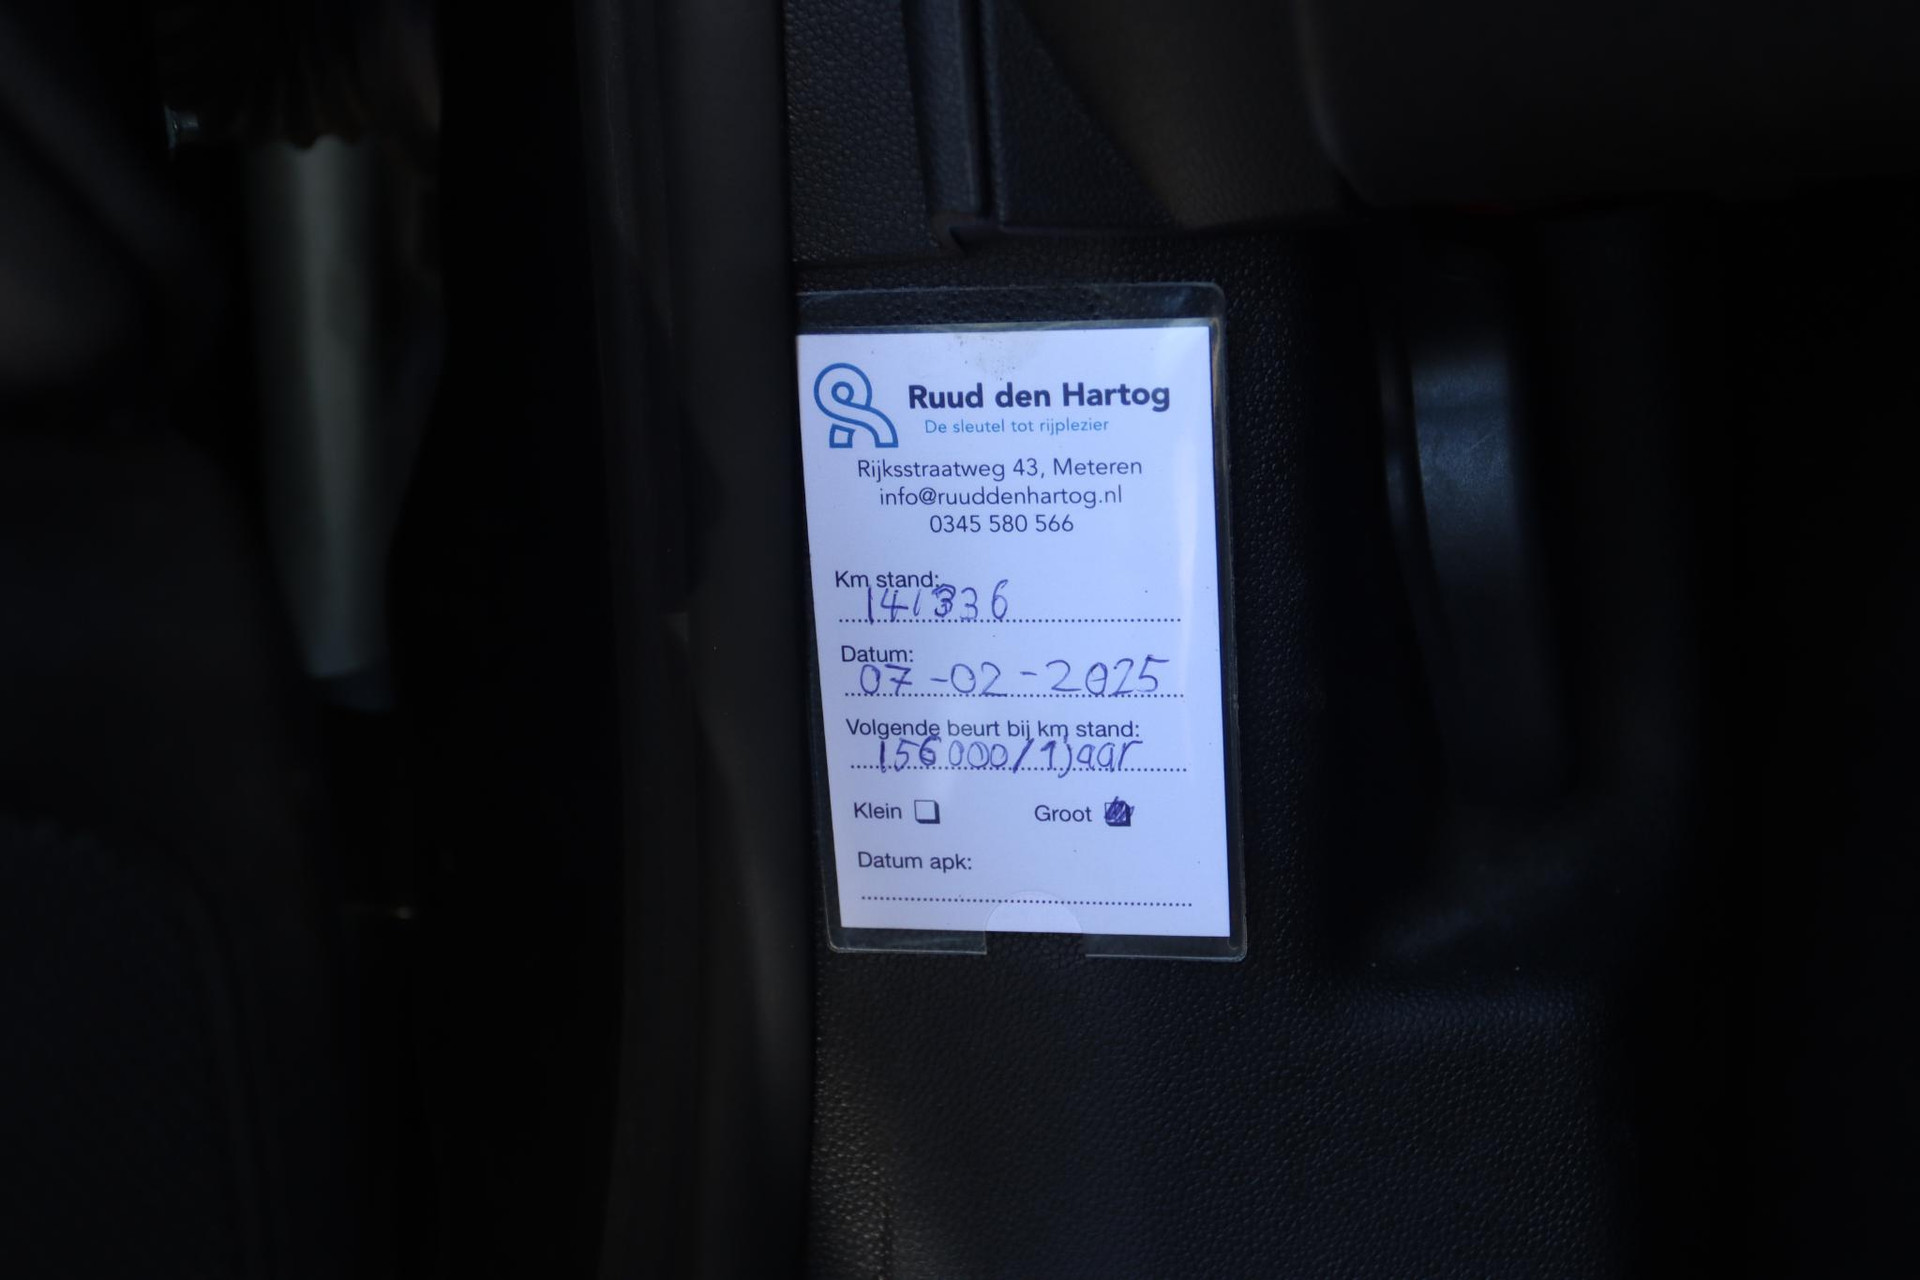 Ruud den Hartog
De sleutel tot rijplezier
Rijksstraatweg 43, Meteren
info@ruuddenhartog.nl
0345 580 566
Km stand:
141336
Datum:
07-02-2025
Volgende beurt bij km stand:
156000/1jaar
Klein Groot
Datum apk: